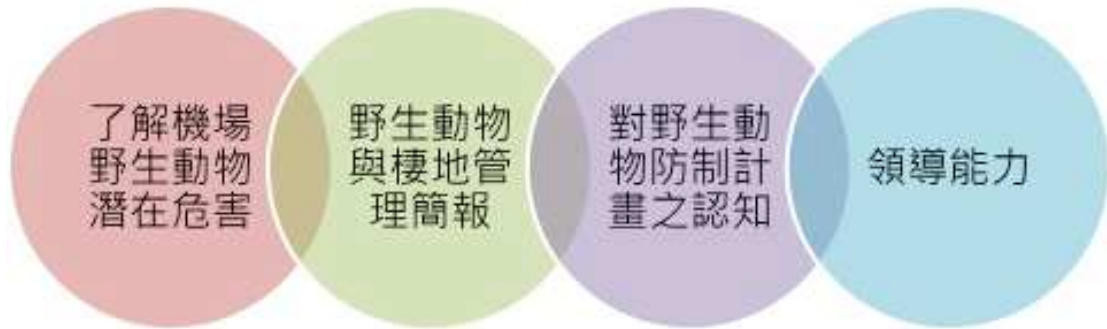 了解機場
野生動物
潛在危害
野生動物
與棲地管
理簡報
對野生動
物防制計
畫之認知
領導能力